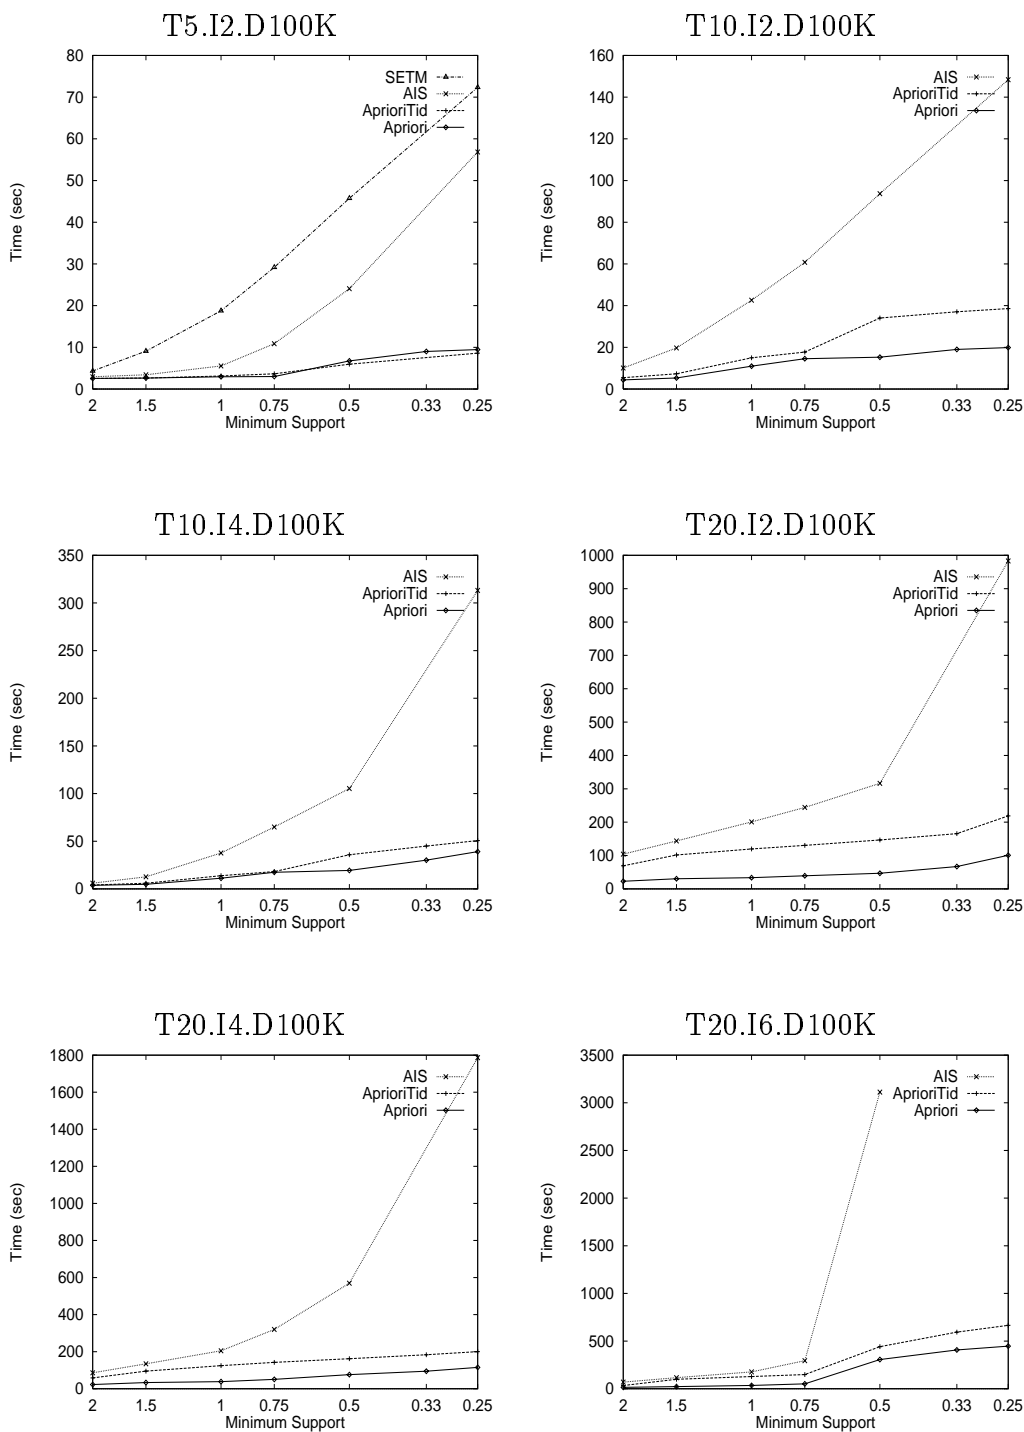 T5.I2.D100K
80
70
60
50
40
30
20
10
0
Time (sec)
SETM
AIS
AprioriTid
Apriori
2 1.5 1 0.75 0.5 0.33 0.25
Minimum Support
T10.I2.D100K
160
140
120
100
80
60
40
20
0
Time (sec)
AIS
AprioriTid
Apriori
2 1.5 1 0.75 0.5 0.33 0.25
Minimum Support
T10.I4.D100K
350
300
250
200
150
100
50
0
Time (sec)
AIS
AprioriTid
Apriori
2 1.5 1 0.75 0.5 0.33 0.25
Minimum Support
T20.I2.D100K
1000
900
800
700
600
500
400
300
200
100
0
Time (sec)
AIS
AprioriTid
Apriori
2 1.5 1 0.75 0.5 0.33 0.25
Minimum Support
T20.I4.D100K
1800
1600
1400
1200
1000
800
600
400
200
0
Time (sec)
AIS
AprioriTid
Apriori
2 1.5 1 0.75 0.5 0.33 0.25
Minimum Support
T20.I6.D100K
3500
3000
2500
2000
1500
1000
500
0
Time (sec)
AIS
AprioriTid
Apriori
2 1.5 1 0.75 0.5 0.33 0.25
Minimum Support